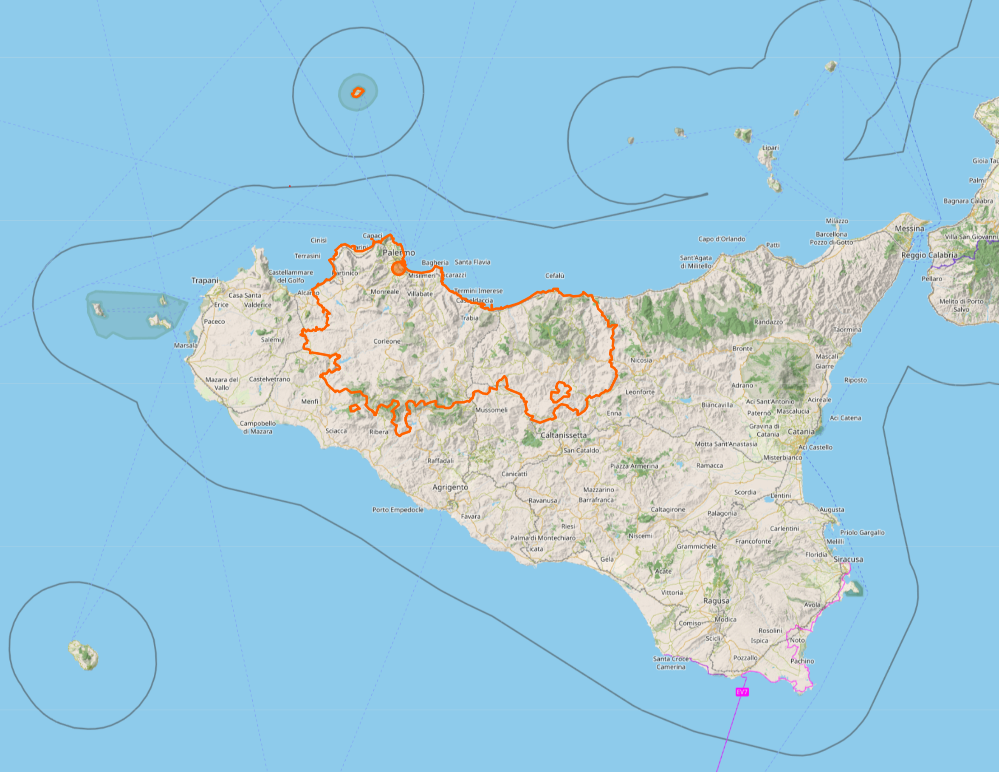 Lipari
Gioia Tau
Palmi
Bagnara Calabra
Milazzo
Messina
Barcellona
Pozzo di Gotto
Villa San Giovanni
Capaci
Cinisi
Capo d'Orlando
Patti
Palermo
Reggio Calabria
Terrasini
Sant'Agata
di Militello
Bagheria
Santa Flavia
Castellammare
del Golfo
Partinico
Misilmeri
Ficarazzi
Cefalù
Pellaro
Trapani
Casa Santa
Alcamo
Monreale
Villabate
Termini Imerese
Casteldaccia
Erice
Valderice
Melito di Porto
Salvo
Paceco
Trabia
Randazzo
Taormina
Marsala
Salemi
Corleone
Bronte
Mascali
Nicosia
Giarre
Mazara del
Vallo
Castelvetrano
Riposto
Adrano
Leonforte
Menfi
Mussomeli
Enna
Biancavilla
Aci Sant'Antonio
Acireale
Paternò
Mascalucia
Aci Catena
Campobello
di Mazara
Sciacca
Ribera
Caltanissetta
Gravina di
Catania
Catania
San Cataldo
Motta Sant'Anastasia
Aci Castello
Misterbianco
Raffadali
Piazza Armerina
Ramacca
Canicattì
Agrigento
Mazzarino
Barrafranca
Scordia
Lentini
Ravanusa
Porto Empedocle
Favara
Caltagirone
Palagonia
Augusta
Riesi
Carlentini
Priolo Gargallo
Palma di Montechiaro
Niscemi
Licata
Grammichele
Francofonte
Melilli
Gela
Floridia
Siracusa
Acate
Vittoria
Ragusa
Avola
Comiso
Modica
Scicli
Rosolini
Ispica
Noto
Santa Croce
Camerina
Pozzallo
Pachino
EV7